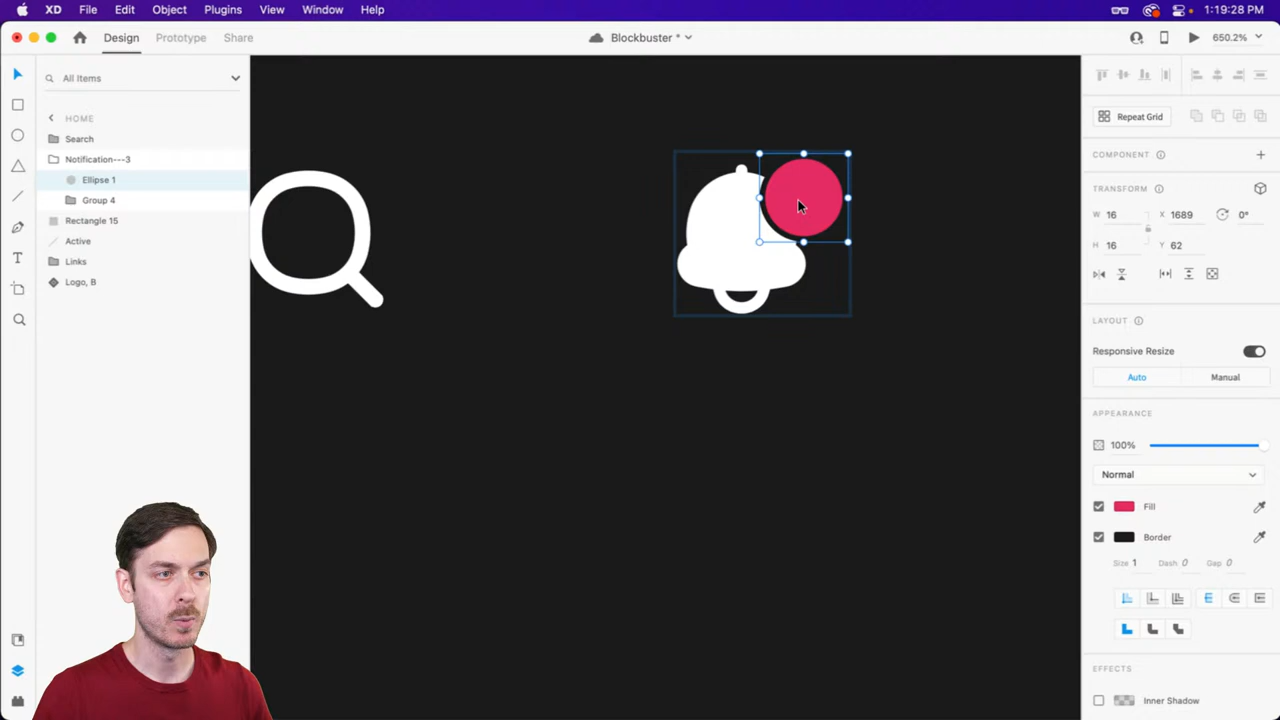 XD File Edit Object Plugins View Window Help 1:19:28 PM
Design Prototype Share Blockbuster * 650.2%
All Items
HOME
Search
Notification---3
Ellipse 1
Group 4
Rectangle 15
Active
Links
Logo, B
Repeat Grid
COMPONENT
TRANSFORM
W 16 X 1689 0°
H 16 Y 62
LAYOUT
Responsive Resize
Auto Manual
APPEARANCE
100%
Normal
Fill
Border
Size 1 Dash 0 Gap 0
EFFECTS
Inner Shadow